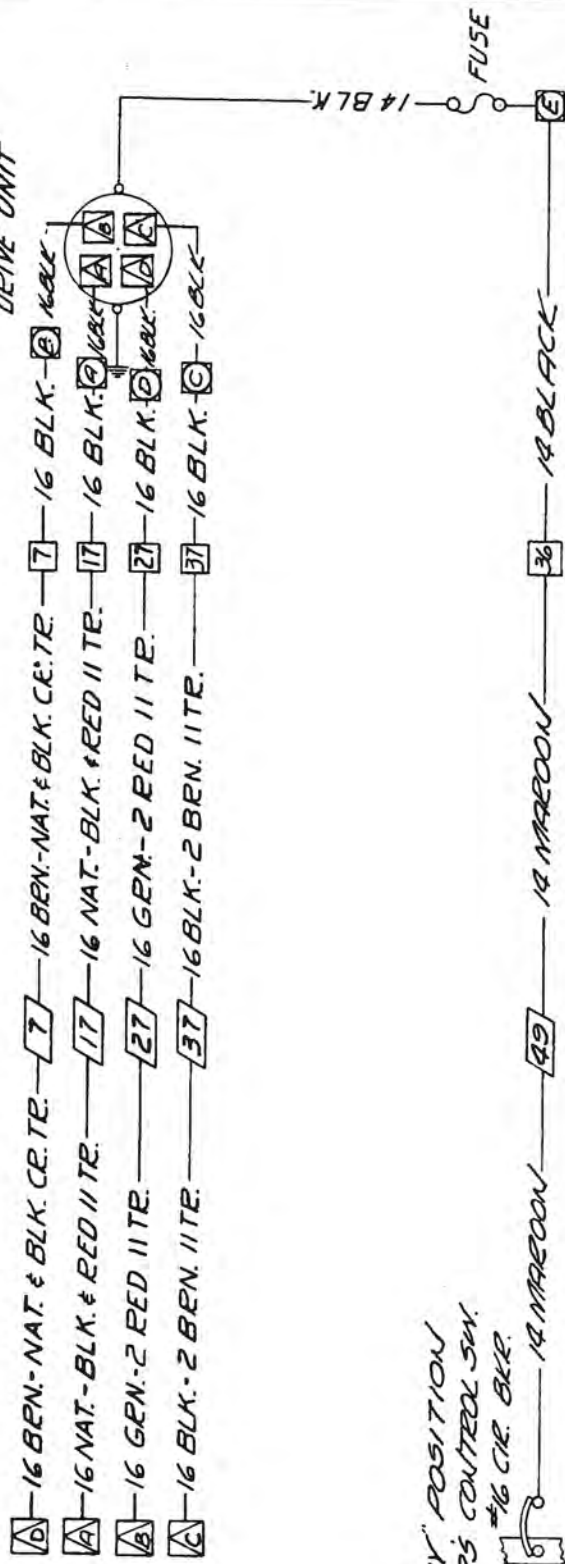 DRIVE UNIT
D 16 BRN.-NAT. & BLK. CR. TR. 7 16 BRN-NAT. & BLK. CR. TR. 7 16 BLK. B 16BLK.
A 16 NAT.-BLK. & RED 11 TR. 17 16 NAT.-BLK. & RED 11 TR. 17 16 BLK. A 16BLK.
B 16 GRN.-2 RED 11 TR. 27 16 GRN.-2 RED 11 TR. 27 16 BLK. D 16BLK.
C 16 BLK.-2 BRN. 11 TR. 37 16 BLK.-2 BRN. 11 TR. 37 16 BLK. C 16BLK.
A B
D C
14 BLK.
FUSE
POSITION
CONTROL SW.
#16 CIR. BKR.
14 MAROON 49 14 MAROON 36 14 BLACK E